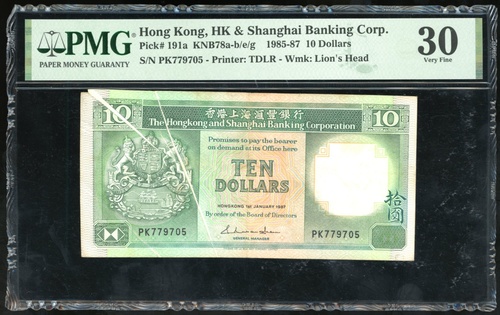 PMG
PAPER MONEY GUARANTY
Hong Kong, HK & Shanghai Banking Corp.
Pick# 191a KNB78a-b/e/g 1985-87 10 Dollars
S/N PK779705 - Printer: TDLR - Wmk: Lion's Head
30
Very Fine
10
香港上海滙豐銀行
10
The Hongkong and Shanghai Banking Corporation
Promises to pay the bearer
on demand at its Office here
TEN
DOLLARS
拾圓
HONGKONG 1ST JANUARY 1987
By order of the Board of Directors
PK779705
GENERAL MANAGER
PK779705